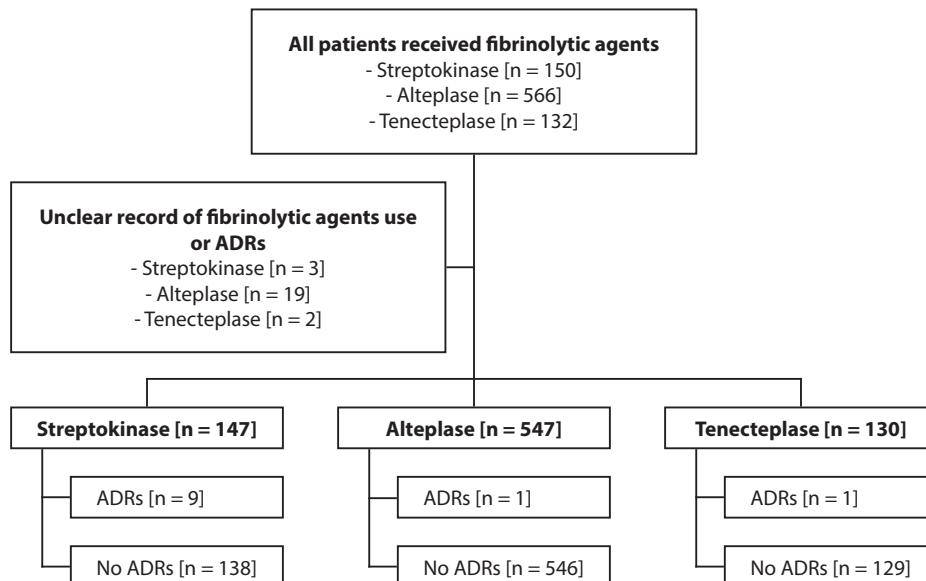 All patients received fibrinolytic agents
- Streptokinase [n = 150]
- Alteplase [n = 566]
- Tenecteplase [n = 132]
Unclear record of fibrinolytic agents use
or ADRs
- Streptokinase [n = 3]
- Alteplase [n = 19]
- Tenecteplase [n = 2]
Streptokinase [n = 147]
ADRs [n = 9]
No ADRs [n = 138]
Alteplase [n = 547]
ADRs [n = 1]
No ADRs [n = 546]
Tenecteplase [n = 130]
ADRs [n = 1]
No ADRs [n = 129]